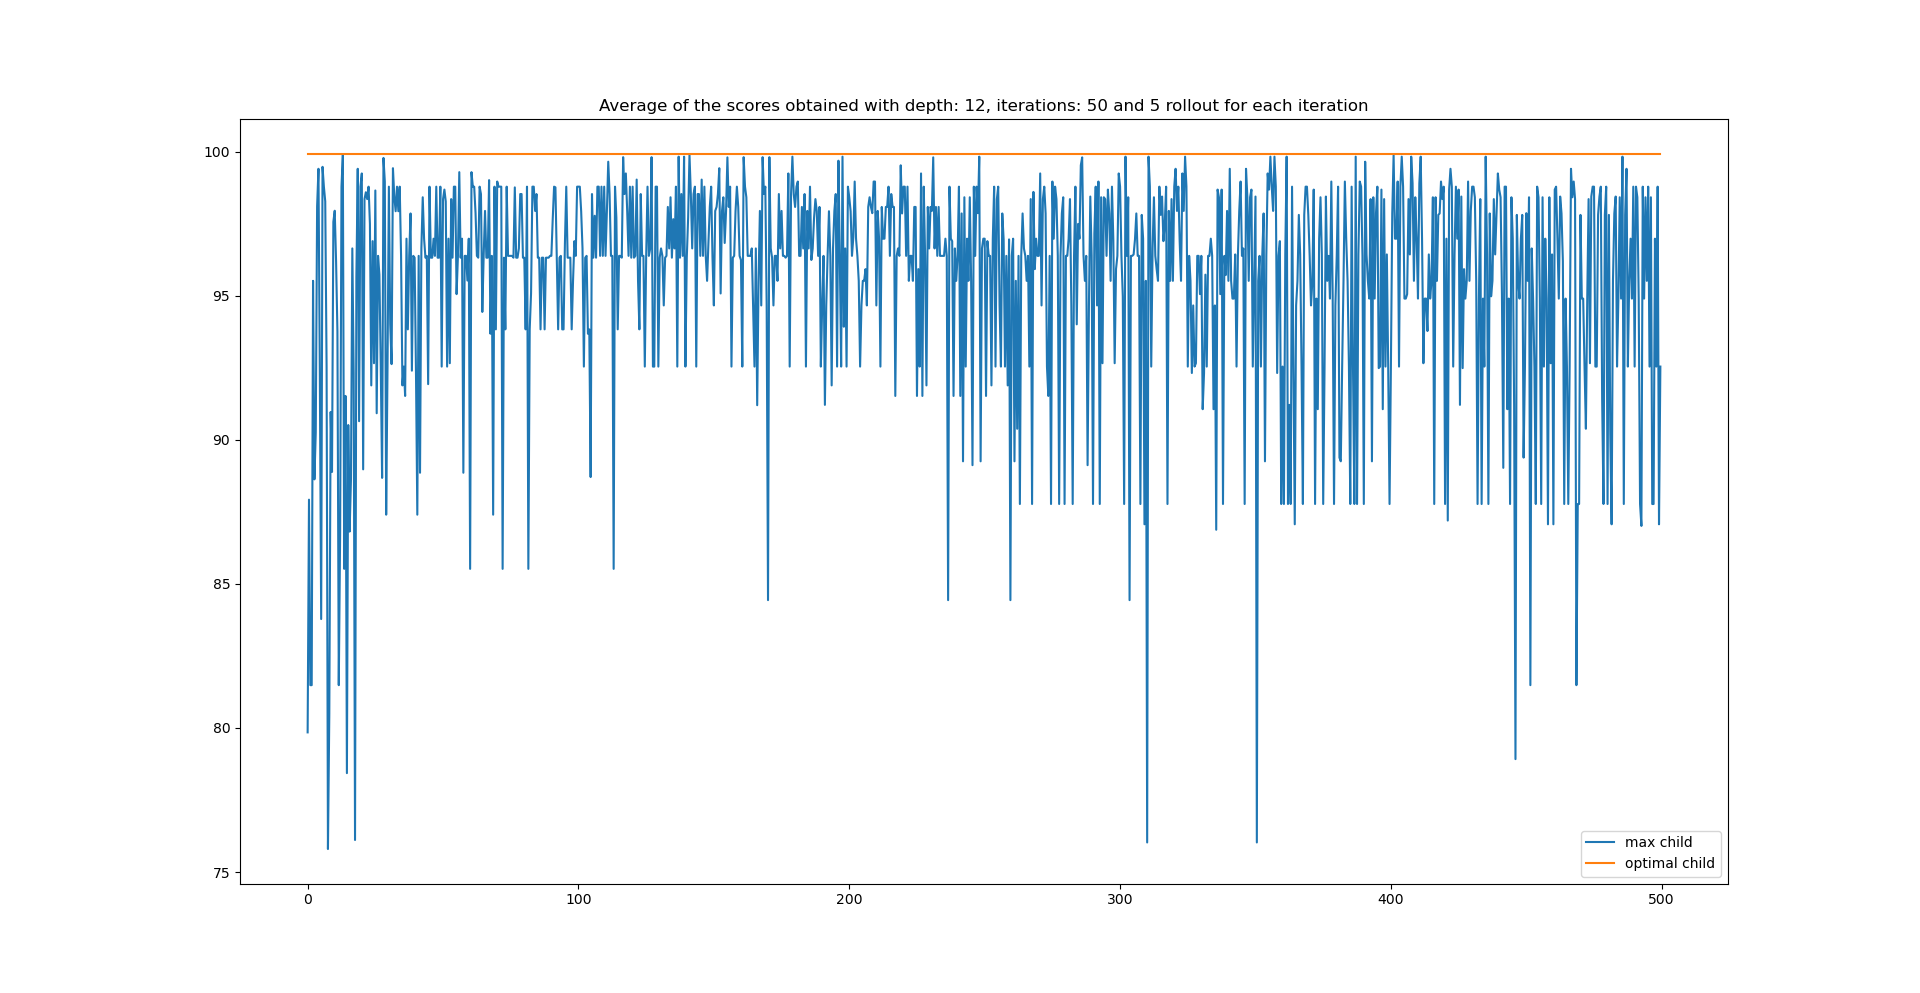 Average of the scores obtained with depth: 12, iterations: 50 and 5 rollout for each iteration
100
95
90
85
80
75
max child
optimal child
0 100 200 300 400 500